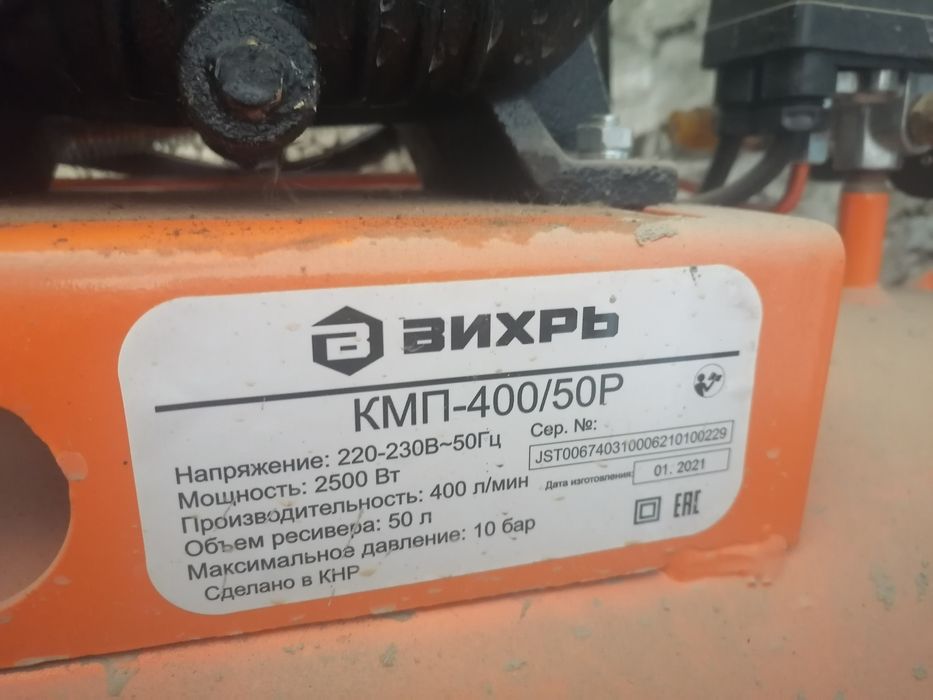 В ВИХРЬ
КМП-400/50Р
Напряжение: 220-230В~50Гц
Мощность: 2500 Вт
Производительность: 400 л/мин
Объем ресивера: 50 л
Максимальное давление: 10 бар
Сделано в КНР
Сер. №:
JST006740310006210100229
Дата изготовления:
01. 2021
EAC